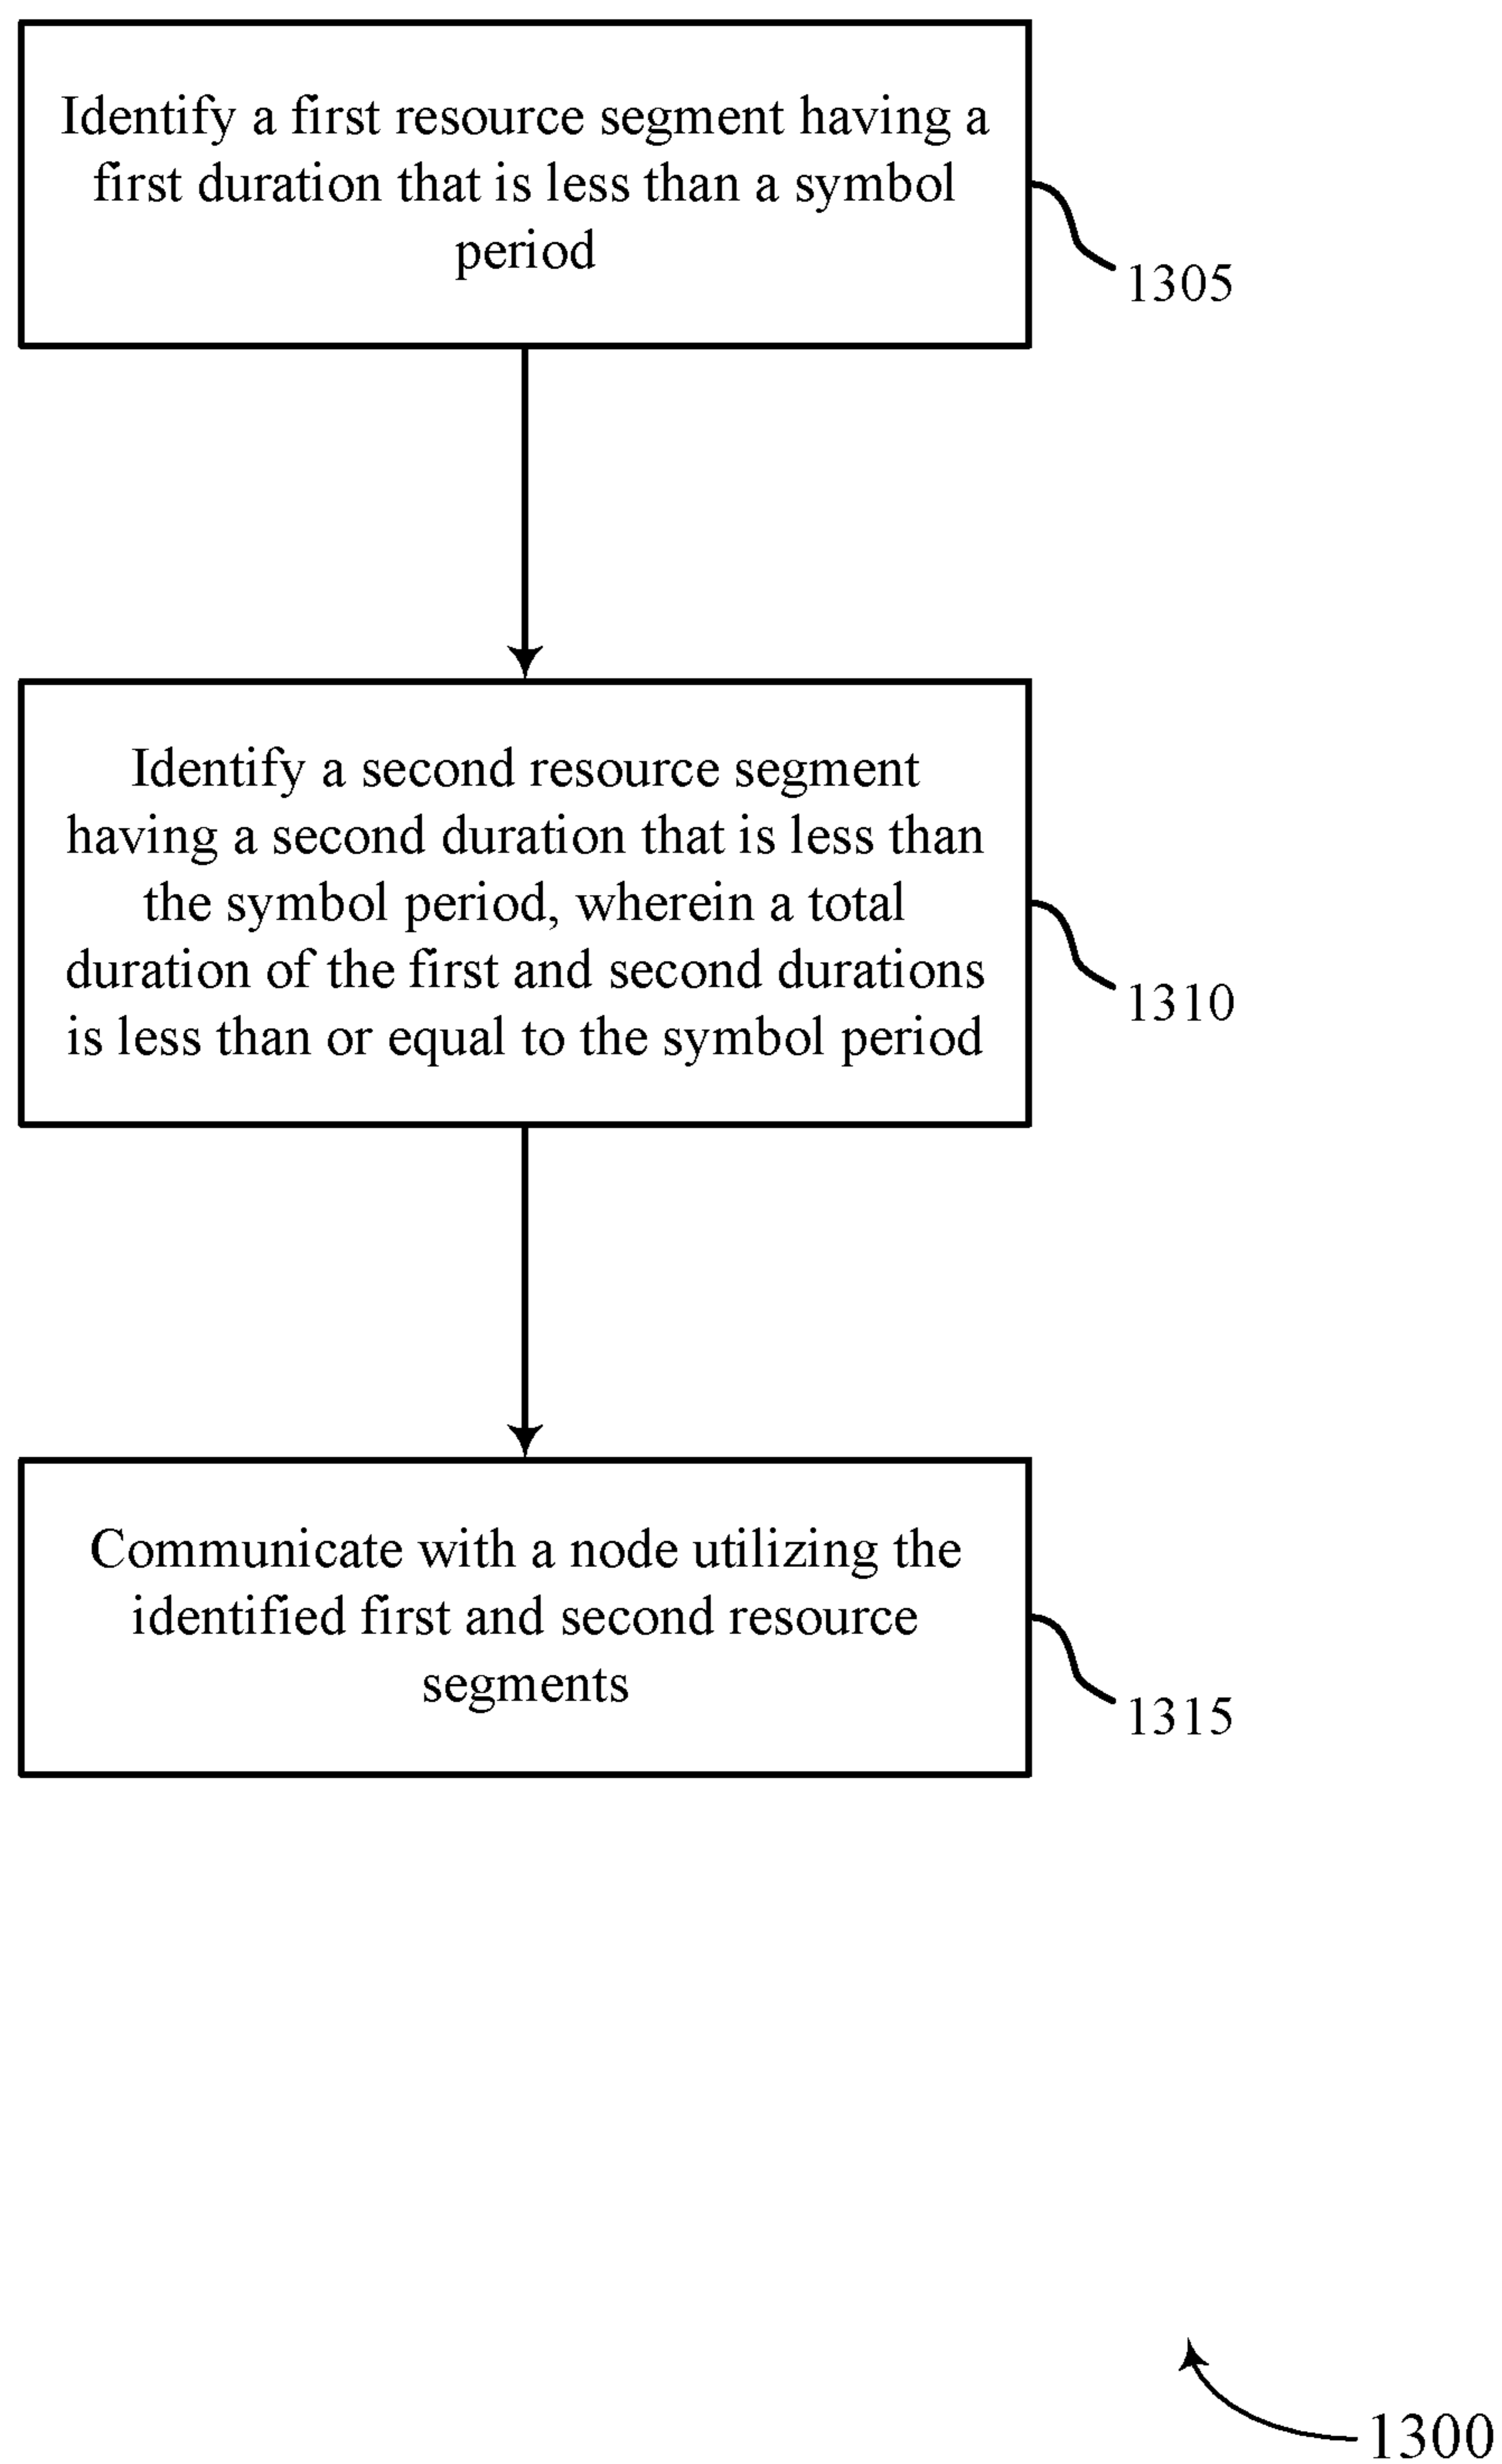 Identify a first resource segment having a
first duration that is less than a symbol
period
1305
Identify a second resource segment
having a second duration that is less than
the symbol period, wherein a total
duration of the first and second durations
is less than or equal to the symbol period
1310
Communicate with a node utilizing the
identified first and second resource
segments
1315
1300